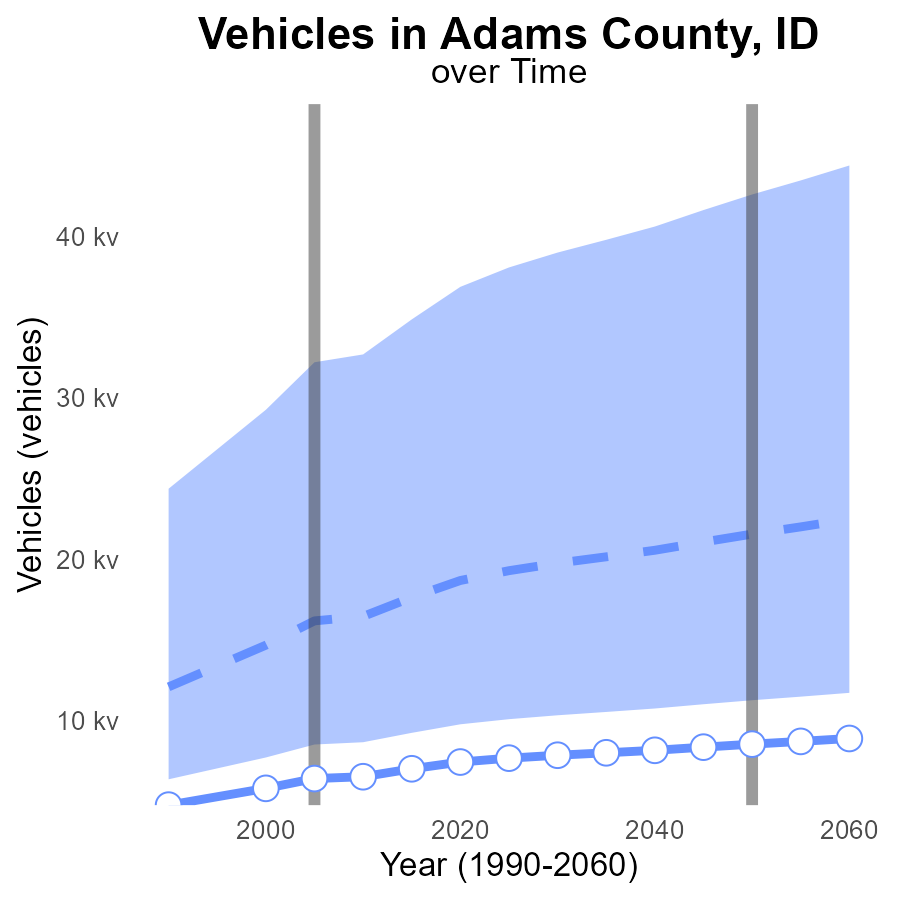 Vehicles in Adams County, ID
over Time
Vehicles (vehicles)
40 kv
30 kv
20 kv
10 kv
2000
2020
2040
2060
Year (1990-2060)